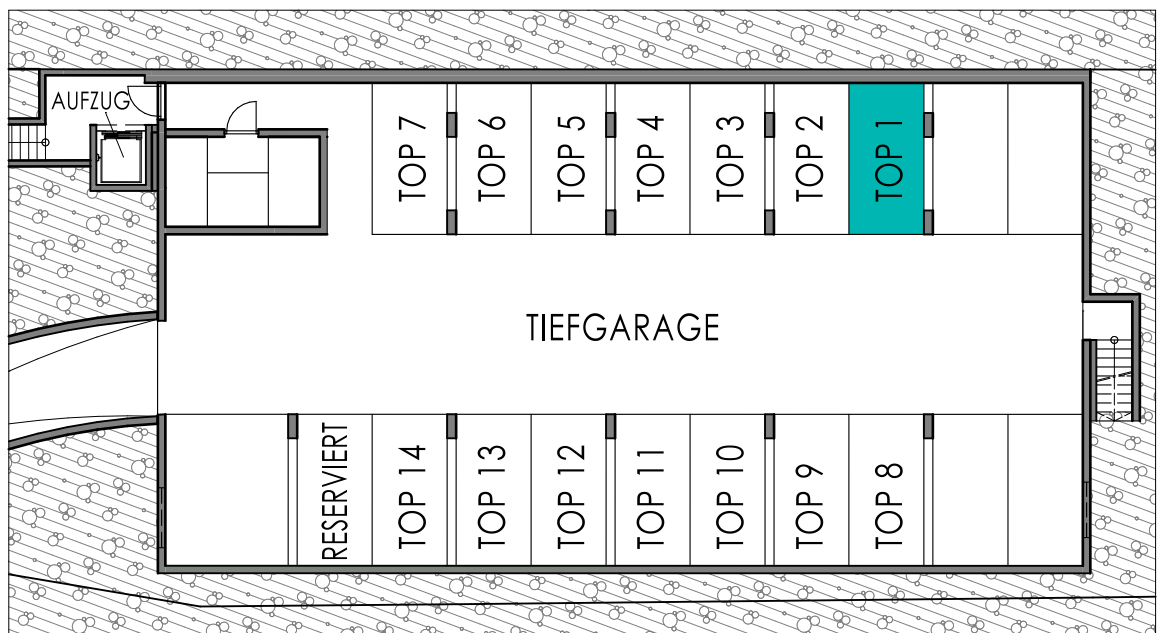 AUFZUG
TOP 7
TOP 6
TOP 5
TOP 4
TOP 3
TOP 2
TOP 1
TIEFGARAGE
RESERVIERT
TOP 14
TOP 13
TOP 12
TOP 11
TOP 10
TOP 9
TOP 8